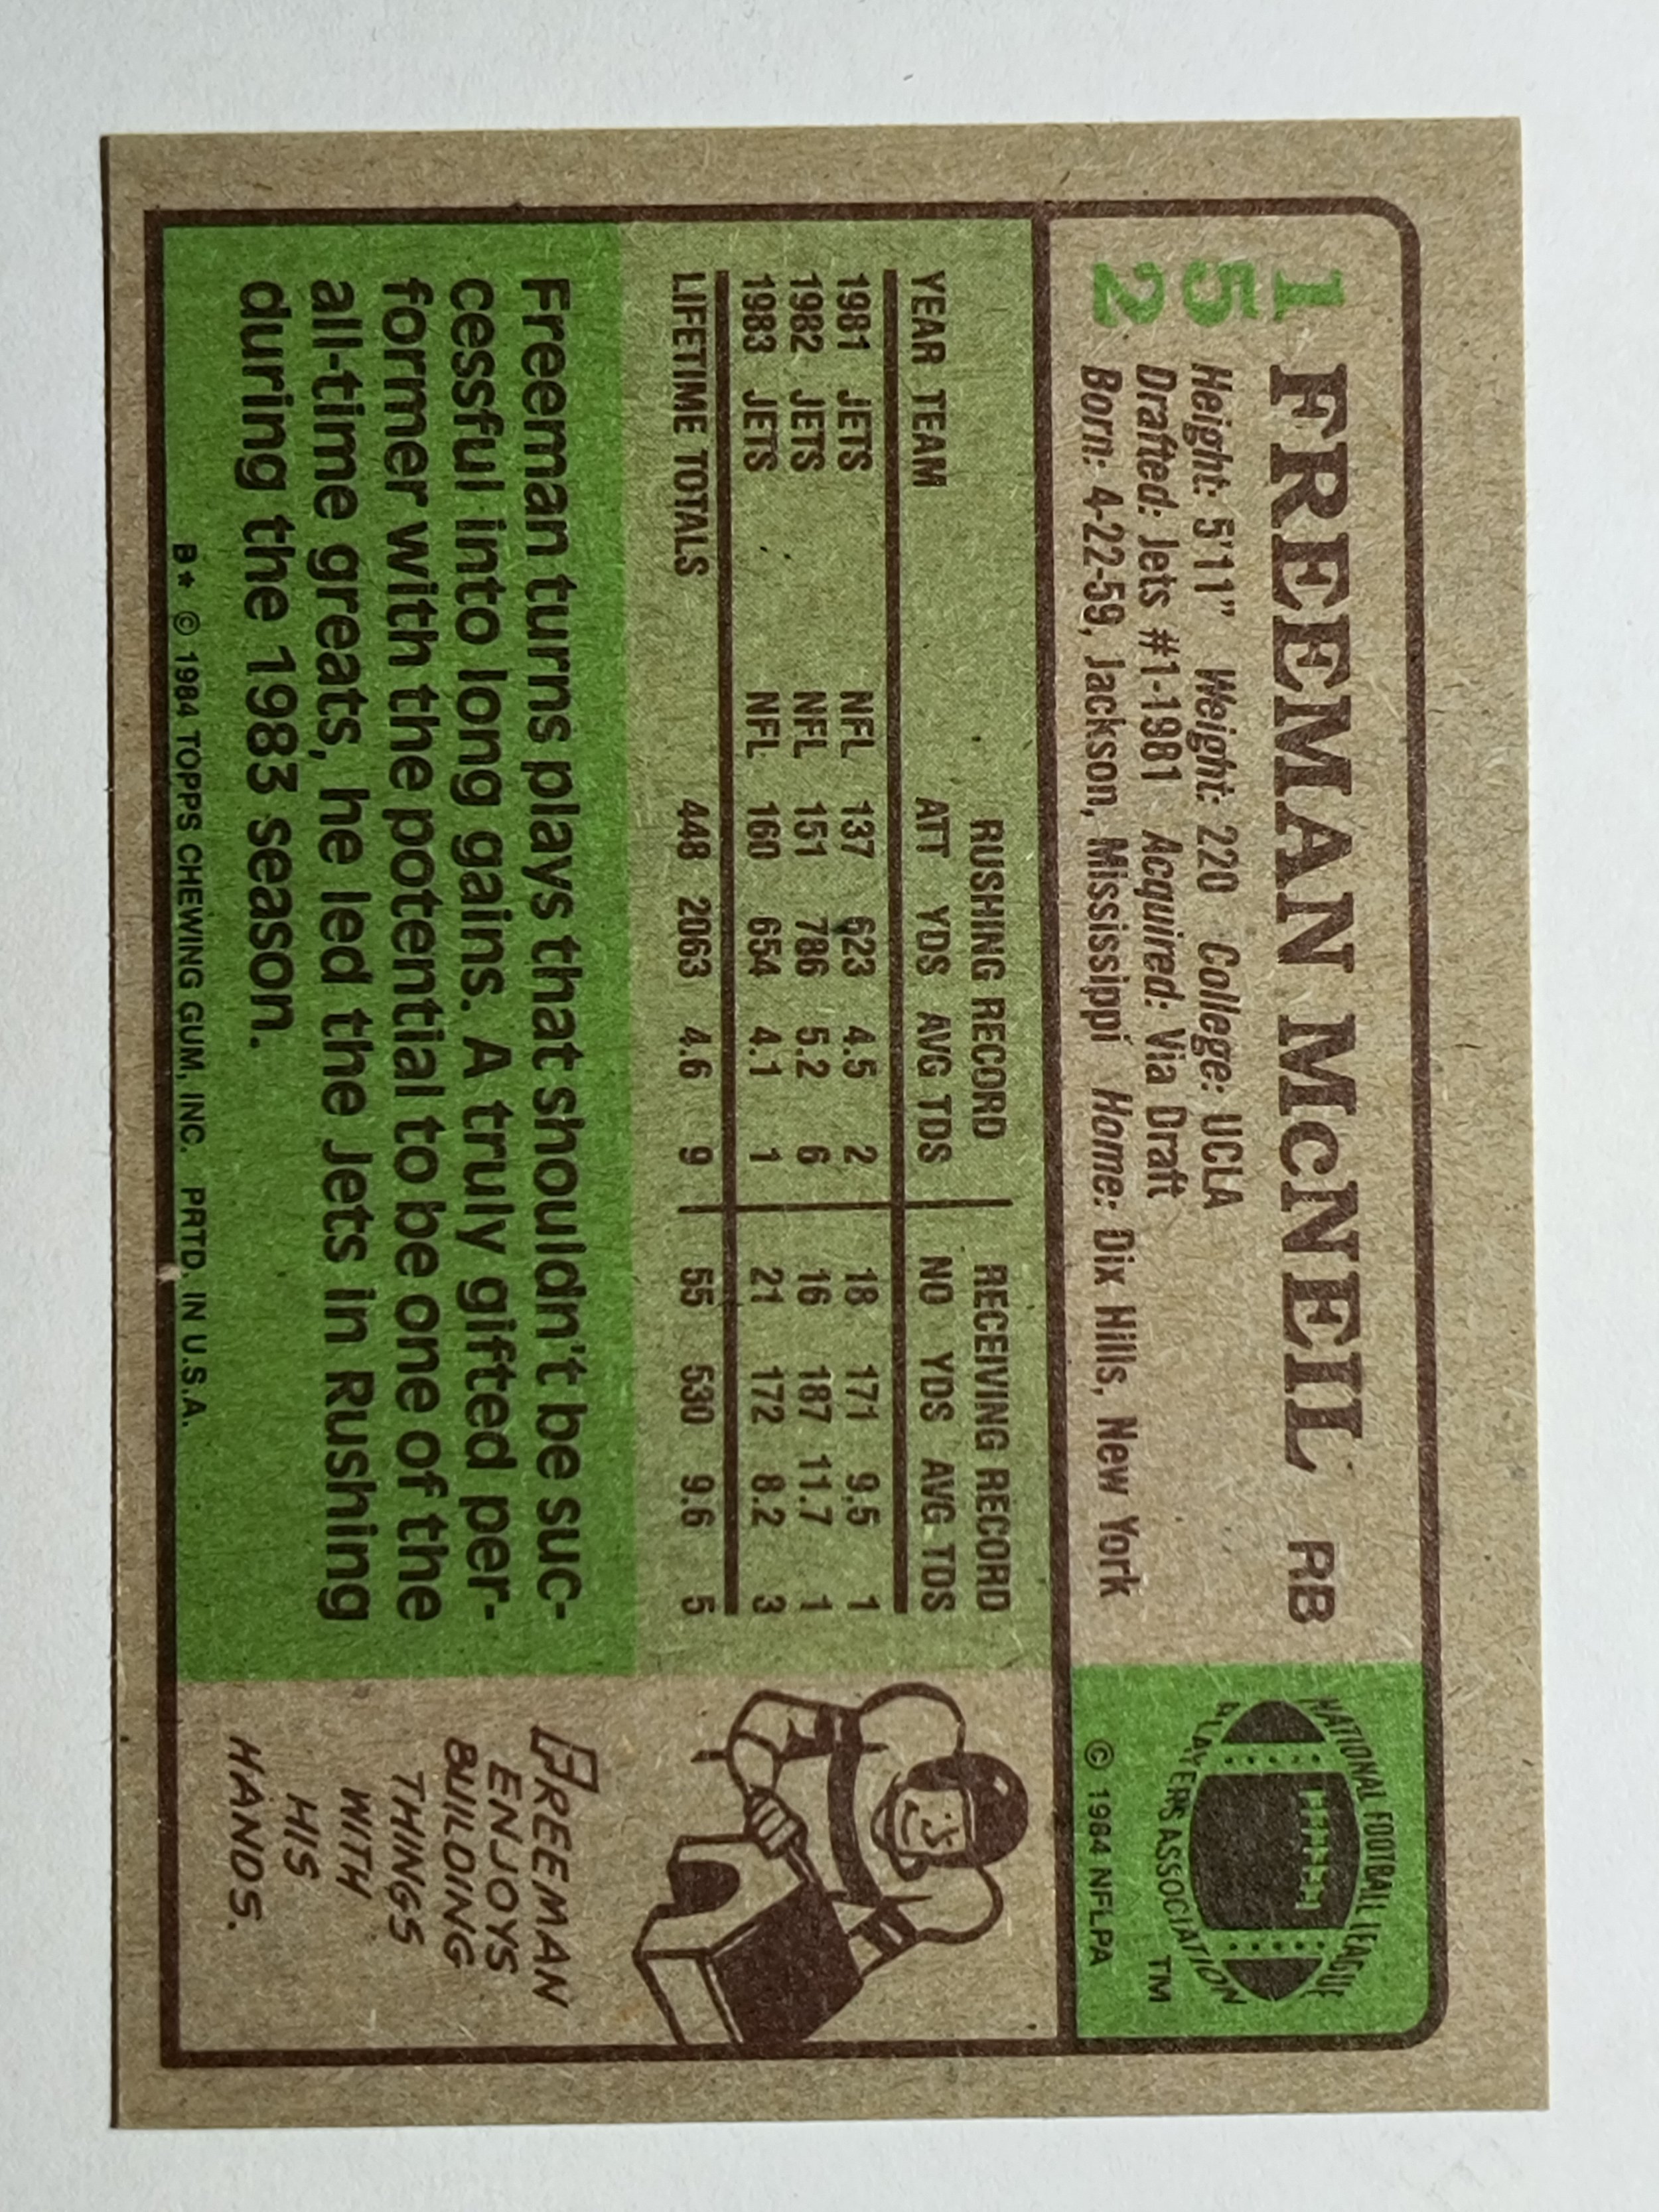 152
FREEMAN McNEIL RB
Height: 5'11" Weight: 220 College: UCLA
Drafted: Jets #1-1981 Acquired: Via Draft
Born: 4-22-59, Jackson, Mississippi Home: Dix Hills, New York
NATIONAL FOOTBALL LEAGUE
PLAYERS ASSOCIATION
TM
© 1984 NFLPA
RUSHING RECORD RECEIVING RECORD
YEAR TEAM ATT YDS AVG TDS NO YDS AVG TDS
1981 JETS NFL 137 623 4.5 2 18 171 9.5 1
1982 JETS NFL 151 786 5.2 6 16 187 11.7 1
1983 JETS NFL 160 654 4.1 1 21 172 8.2 3
LIFETIME TOTALS 448 2063 4.6 9 55 530 9.6 5
Freeman turns plays that shouldn't be suc-
cessful into long gains. A truly gifted per-
former with the potential to be one of the
all-time greats, he led the Jets in Rushing
during the 1983 season.
FREEMAN
ENJOYS
BUILDING
THINGS
WITH
HIS
HANDS.
B* © 1984 TOPPS CHEWING GUM, INC. PRTD. IN U.S.A.